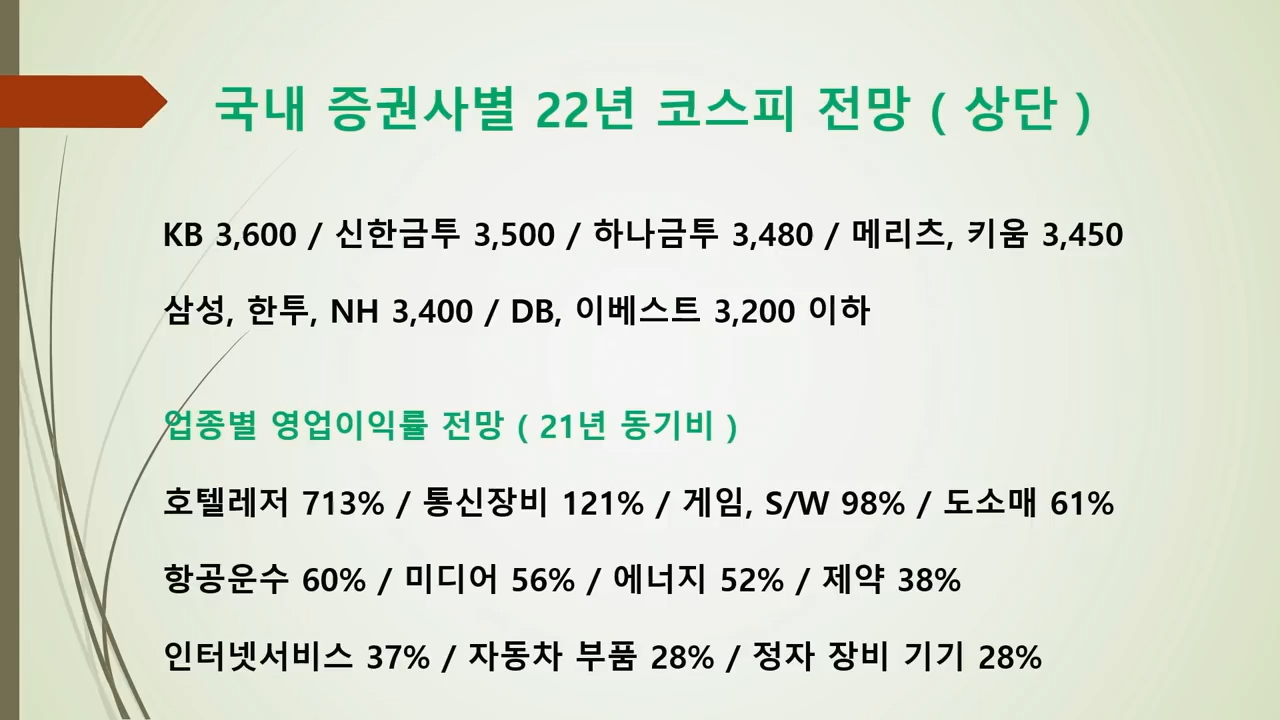 국내 증권사별 22년 코스피 전망 ( 상단 )
KB 3,600 / 신한금투 3,500 / 하나금투 3,480 / 메리츠, 키움 3,450
삼성, 한투, NH 3,400 / DB, 이베스트 3,200 이하
업종별 영업이익률 전망 ( 21년 동기비 )
호텔레저 713% / 통신장비 121% / 게임, S/W 98% / 도소매 61%
항공운수 60% / 미디어 56% / 에너지 52% / 제약 38%
인터넷서비스 37% / 자동차 부품 28% / 정자 장비 기기 28%